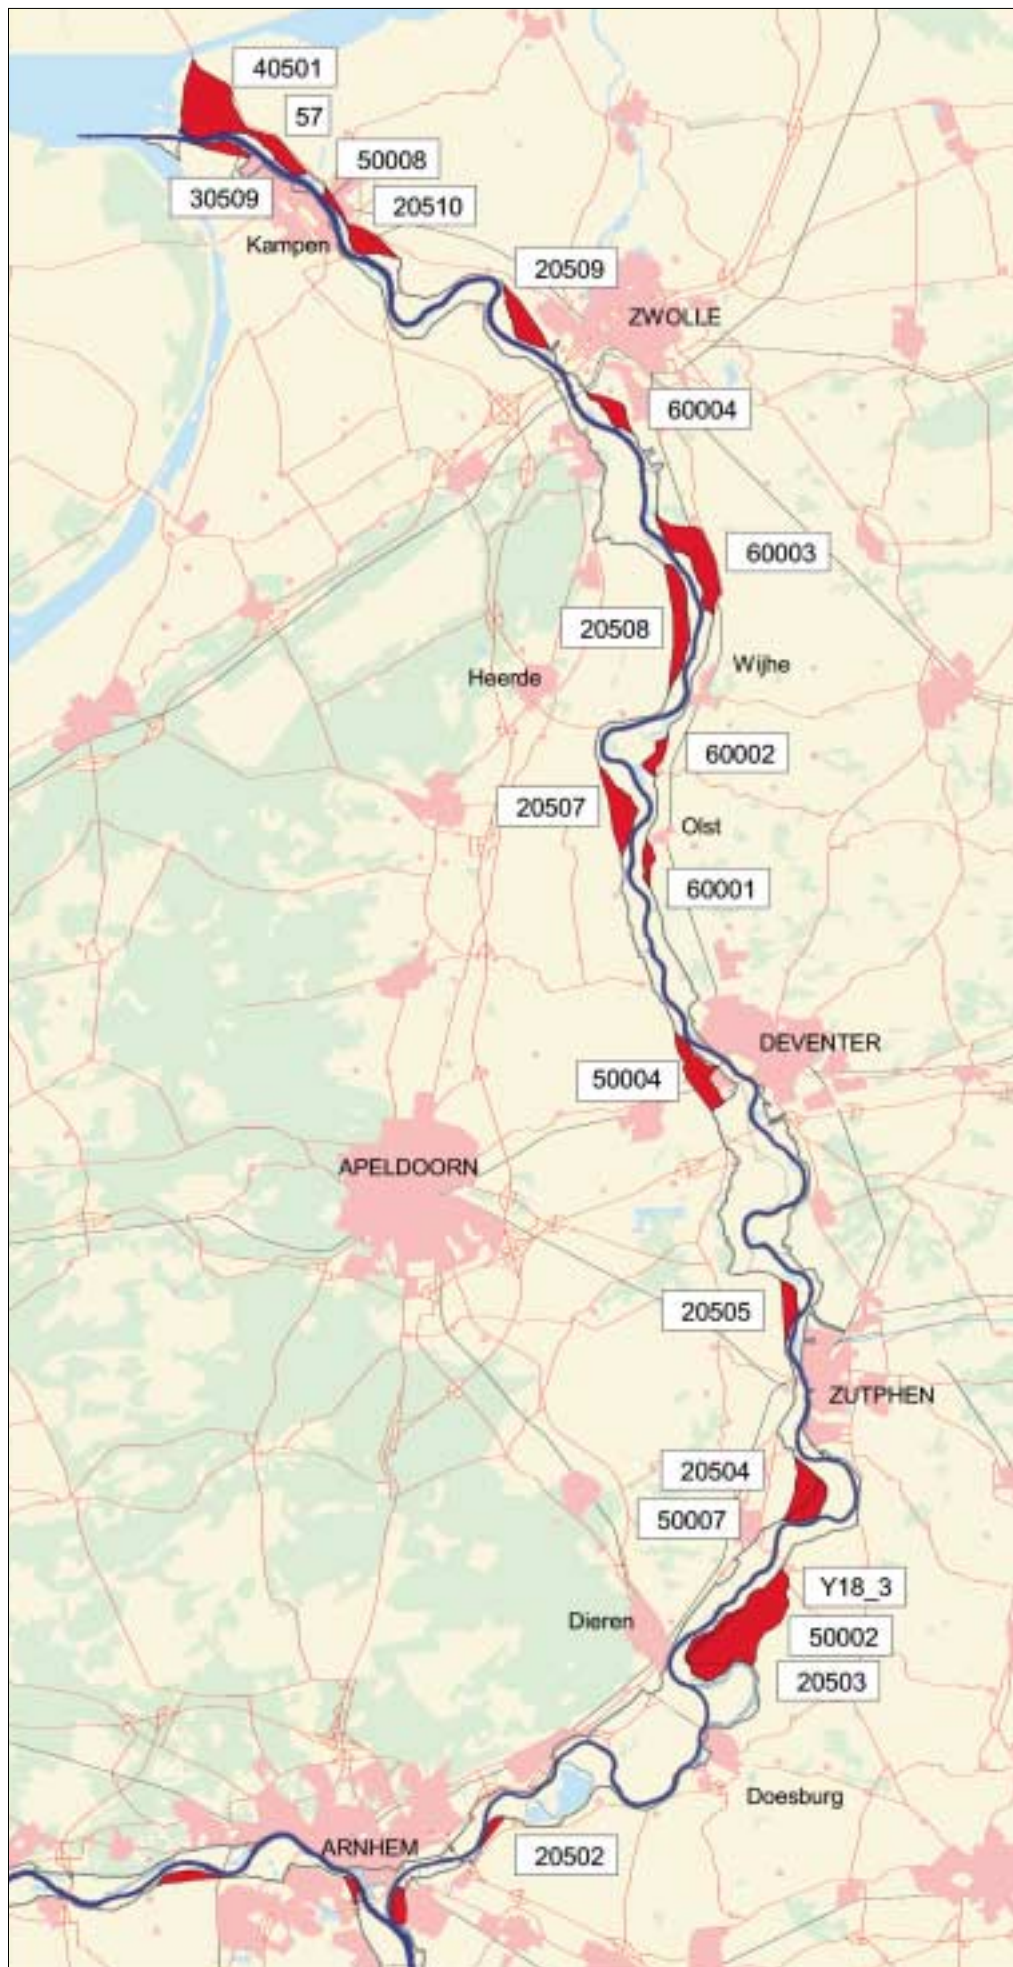 40501
57
50008
30509
20510
Kampen
20509
ZWOLLE
60004
60003
20508
Wijhe
Heerde
60002
20507
Olst
60001
DEVENTER
50004
APELDOORN
20505
ZUTPHEN
20504
50007
Y18_3
Dieren
50002
20503
Doesburg
ARNHEM
20502